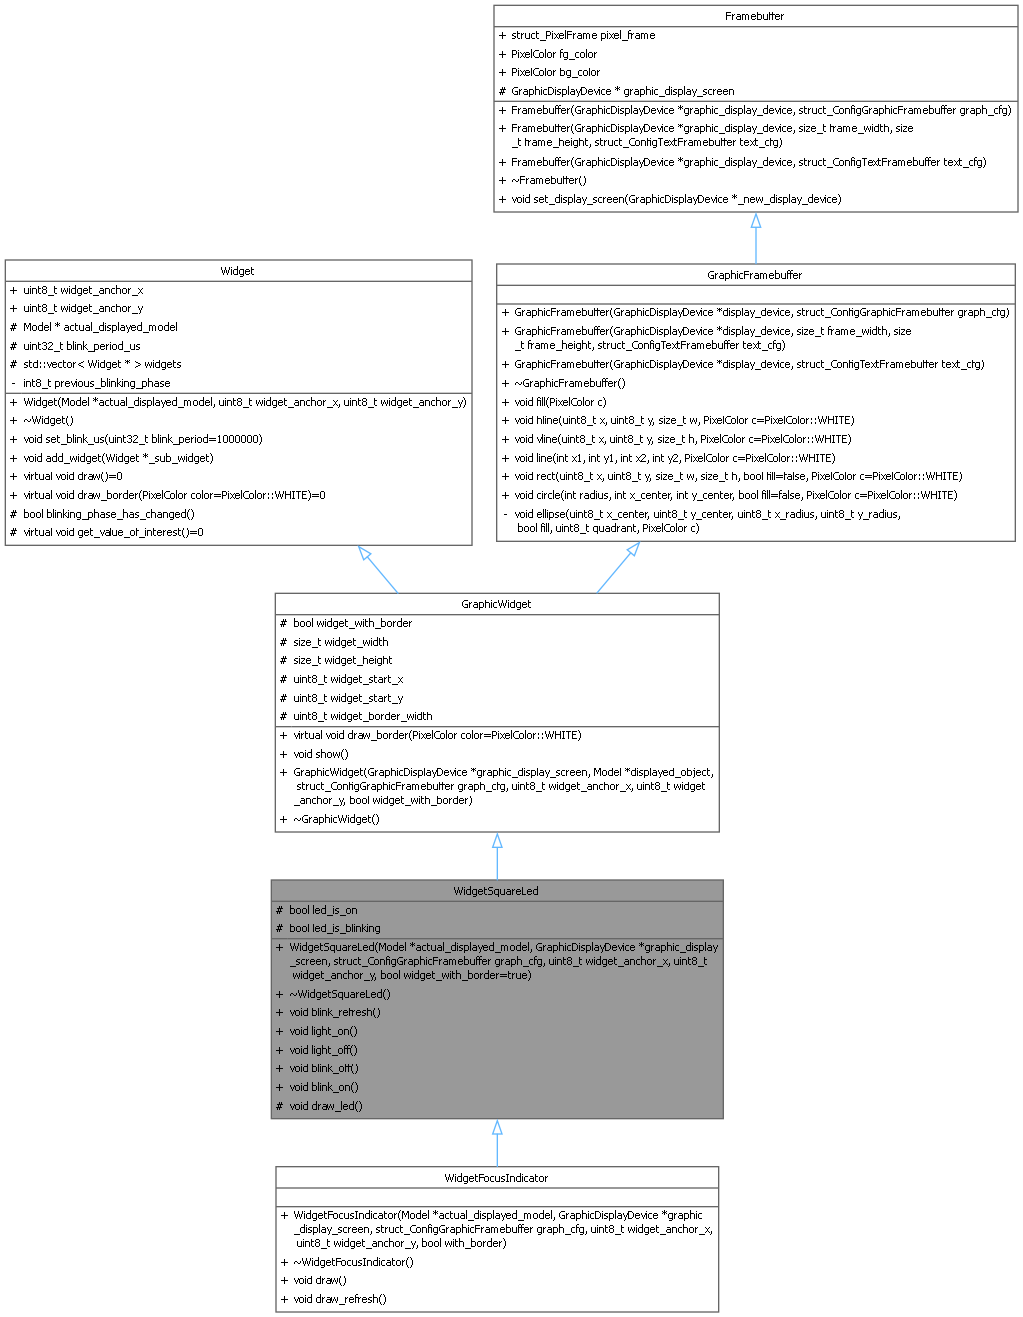 Framebuffer
+ struct_PixelFrame pixel_frame
+ PixelColor fg_color
+ PixelColor bg_color
# GraphicDisplayDevice * graphic_display_screen
+ Framebuffer(GraphicDisplayDevice *graphic_display_device, struct_ConfigGraphicFramebuffer graph_cfg)
+ Framebuffer(GraphicDisplayDevice *graphic_display_device, size_t frame_width, size
_t frame_height, struct_ConfigTextFramebuffer text_cfg)
+ Framebuffer(GraphicDisplayDevice *graphic_display_device, struct_ConfigTextFramebuffer text_cfg)
+ ~Framebuffer()
+ void set_display_screen(GraphicDisplayDevice *_new_display_device)
Widget
+ uint8_t widget_anchor_x
+ uint8_t widget_anchor_y
# Model * actual_displayed_model
# uint32_t blink_period_us
# std::vector< Widget * > widgets
- int8_t previous_blinking_phase
+ Widget(Model *actual_displayed_model, uint8_t widget_anchor_x, uint8_t widget_anchor_y)
+ ~Widget()
+ void set_blink_us(uint32_t blink_period=1000000)
+ void add_widget(Widget *_sub_widget)
+ virtual void draw()=0
+ virtual void draw_border(PixelColor color=PixelColor::WHITE)=0
# bool blinking_phase_has_changed()
# virtual void get_value_of_interest()=0
GraphicFramebuffer
+ GraphicFramebuffer(GraphicDisplayDevice *display_device, struct_ConfigGraphicFramebuffer graph_cfg)
+ GraphicFramebuffer(GraphicDisplayDevice *display_device, size_t frame_width, size
_t frame_height, struct_ConfigTextFramebuffer text_cfg)
+ GraphicFramebuffer(GraphicDisplayDevice *display_device, struct_ConfigTextFramebuffer text_cfg)
+ ~GraphicFramebuffer()
+ void fill(PixelColor c)
+ void hline(uint8_t x, uint8_t y, size_t w, PixelColor c=PixelColor::WHITE)
+ void vline(uint8_t x, uint8_t y, size_t h, PixelColor c=PixelColor::WHITE)
+ void line(int x1, int y1, int x2, int y2, PixelColor c=PixelColor::WHITE)
+ void rect(uint8_t x, uint8_t y, size_t w, size_t h, bool fill=false, PixelColor c=PixelColor::WHITE)
+ void circle(int radius, int x_center, int y_center, bool fill=false, PixelColor c=PixelColor::WHITE)
- void ellipse(uint8_t x_center, uint8_t y_center, uint8_t x_radius, uint8_t y_radius,
bool fill, uint8_t quadrant, PixelColor c)
GraphicWidget
# bool widget_with_border
# size_t widget_width
# size_t widget_height
# uint8_t widget_start_x
# uint8_t widget_start_y
# uint8_t widget_border_width
+ virtual void draw_border(PixelColor color=PixelColor::WHITE)
+ void show()
+ GraphicWidget(GraphicDisplayDevice *graphic_display_screen, Model *displayed_object,
struct_ConfigGraphicFramebuffer graph_cfg, uint8_t widget_anchor_x, uint8_t widget
_anchor_y, bool widget_with_border)
+ ~GraphicWidget()
WidgetSquareLed
# bool led_is_on
# bool led_is_blinking
+ WidgetSquareLed(Model *actual_displayed_model, GraphicDisplayDevice *graphic_display
_screen, struct_ConfigGraphicFramebuffer graph_cfg, uint8_t widget_anchor_x, uint8_t
widget_anchor_y, bool widget_with_border=true)
+ ~WidgetSquareLed()
+ void blink_refresh()
+ void light_on()
+ void light_off()
+ void blink_off()
+ void blink_on()
# void draw_led()
WidgetFocusIndicator
+ WidgetFocusIndicator(Model *actual_displayed_model, GraphicDisplayDevice *graphic
_display_screen, struct_ConfigGraphicFramebuffer graph_cfg, uint8_t widget_anchor_x,
uint8_t widget_anchor_y, bool with_border)
+ ~WidgetFocusIndicator()
+ void draw()
+ void draw_refresh()